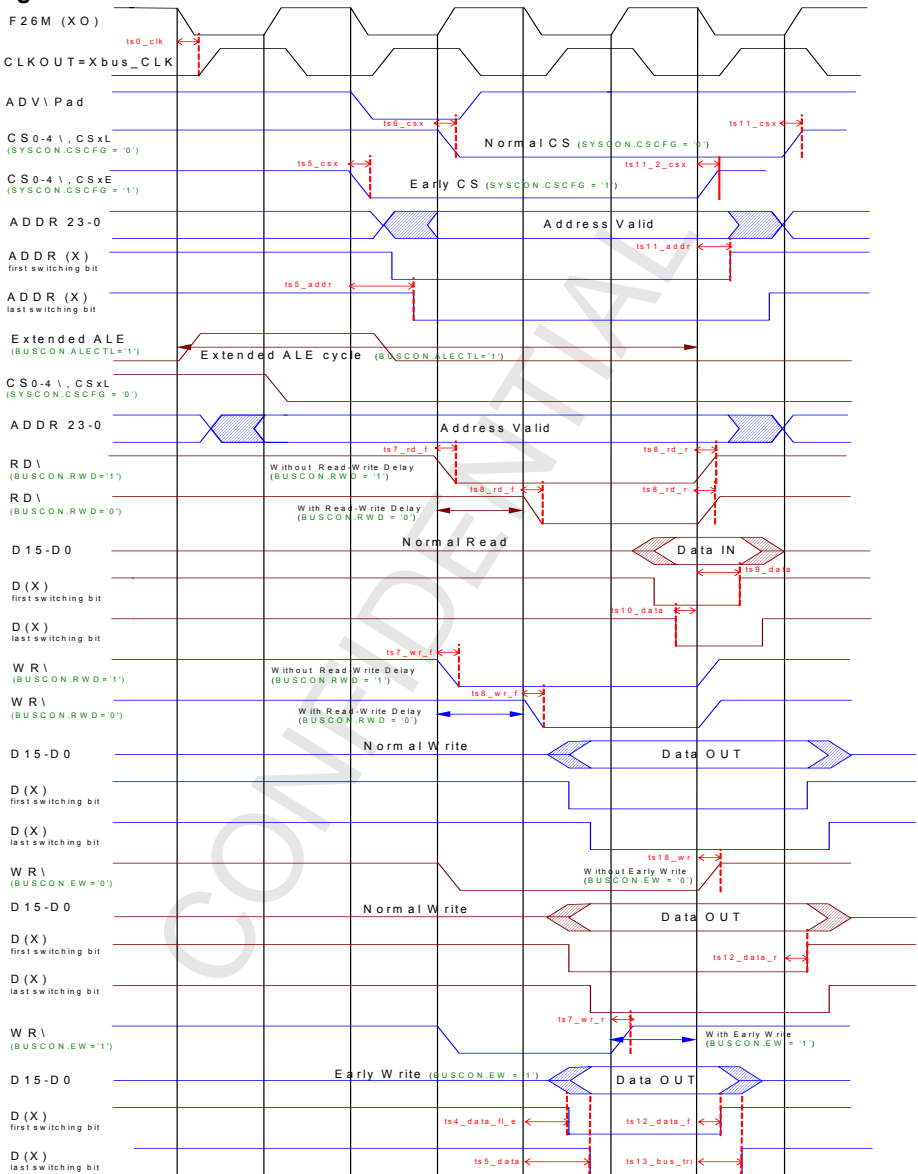 F26M (XO)
ts0_clk
CLKOUT=Xbus_CLK
ADV\ Pad
ts6_csx
ts11_csx
CS0-4 \, CSxL
(SYSCON.CSCFG = '0')
Normal CS (SYSCON.CSCFG = '0')
ts5_csx
ts11_2_csx
CS0-4 \, CSxE
(SYSCON.CSCFG = '1')
Early CS (SYSCON.CSCFG = '1')
ADDR 23-0
Address Valid
ts11_addr
ADDR (X)
first switching bit
ts5_addr
ADDR (X)
last switching bit
Extended ALE
(BUSCON.ALECTL='1')
Extended ALE cycle (BUSCON.ALECTL='1')
CS0-4 \, CSxL
(SYSCON.CSCFG = '0')
ADDR 23-0
Address Valid
ts7_rd_f
ts8_rd_r
RD\
(BUSCON.RWD='1')
Without Read-Write Delay
(BUSCON.RWD = '1')
ts8_rd_f
ts8_rd_r
RD\
(BUSCON.RWD='0')
With Read-Write Delay
(BUSCON.RWD = '0')
Normal Read
D15-D0
Data IN
ts9_data
D(X)
first switching bit
ts10_data
D(X)
last switching bit
ts7_wr_f
WR\
(BUSCON.RWD='1')
Without Read-Write Delay
(BUSCON.RWD = '1')
ts8_wr_f
WR\
(BUSCON.RWD='0')
With Read-Write Delay
(BUSCON.RWD = '0')
Normal Write
D15-D0
Data OUT
D(X)
first switching bit
D(X)
last switching bit
ts18_wr
WR\
(BUSCON.EW='0')
Without Early Write
(BUSCON.EW = '0')
D15-D0
Normal Write
Data OUT
D(X)
first switching bit
ts12_data_r
D(X)
last switching bit
ts7_wr_r
WR\
(BUSCON.EW='1')
With Early Write
(BUSCON.EW = '1')
Early Write (BUSCON.EW = '1')
D15-D0
Data OUT
D(X)
first switching bit
ts4_data_fl_e
ts12_data_f
D(X)
last switching bit
ts5_data
ts13_bus_tri
CONFIDENTIAL